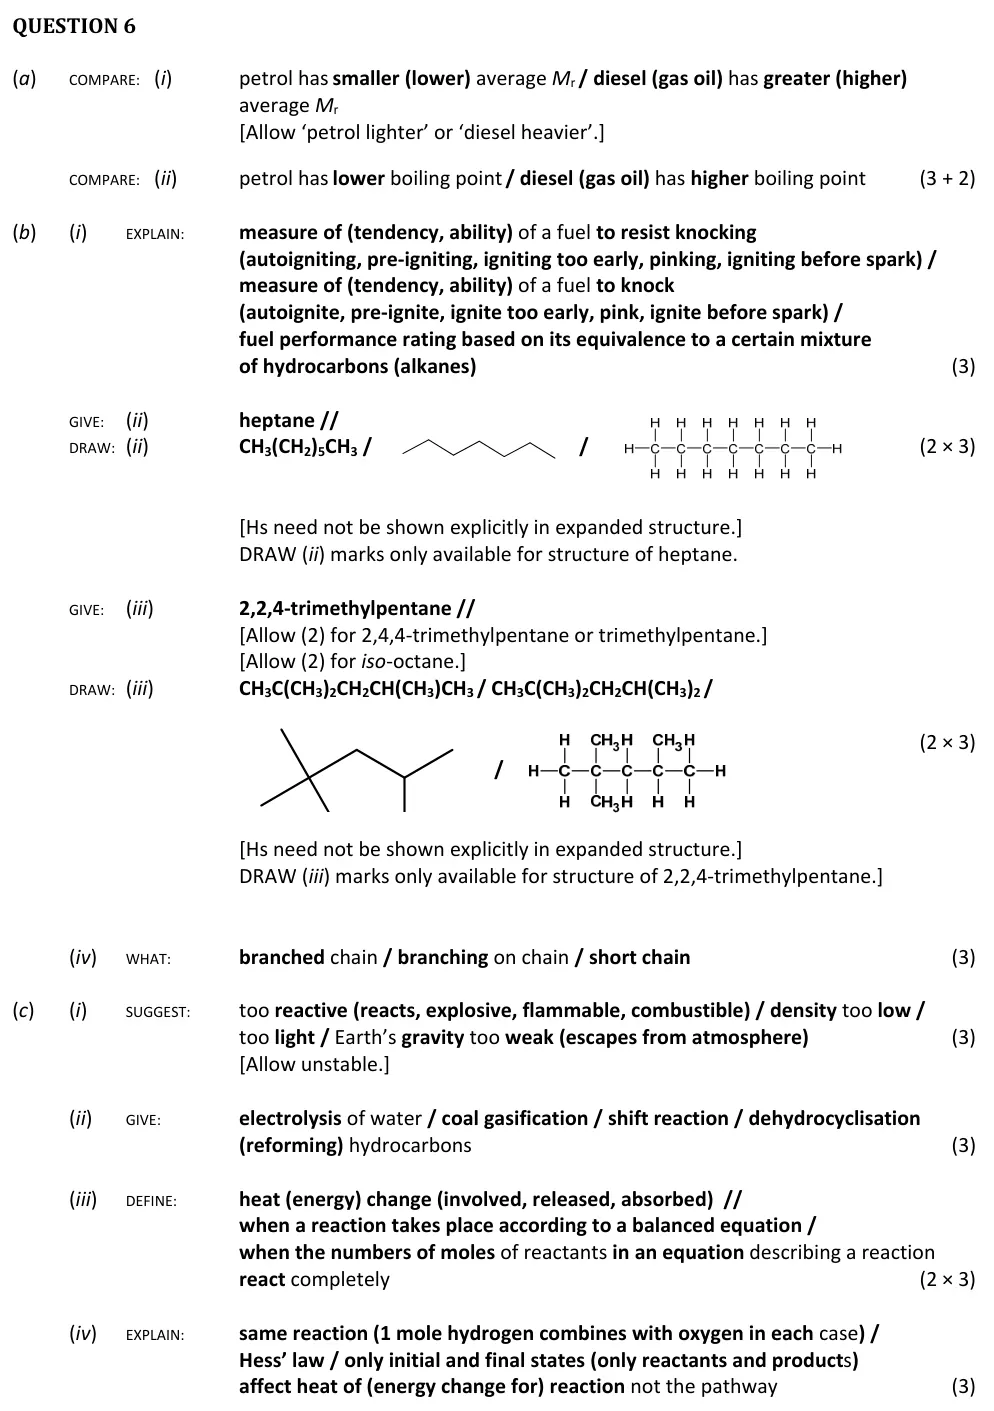 QUESTION 6
(a) COMPARE: (i) petrol has smaller (lower) average Mr / diesel (gas oil) has greater (higher)
average Mr
[Allow ‘petrol lighter’ or ‘diesel heavier’.]
COMPARE: (ii) petrol has lower boiling point / diesel (gas oil) has higher boiling point (3 + 2)
(b) (i) EXPLAIN: measure of (tendency, ability) of a fuel to resist knocking
(autoigniting, pre-igniting, igniting too early, pinking, igniting before spark) /
measure of (tendency, ability) of a fuel to knock
(autoignite, pre-ignite, ignite too early, pink, ignite before spark) /
fuel performance rating based on its equivalence to a certain mixture
of hydrocarbons (alkanes) (3)
GIVE: (ii) heptane //
H H H H H H H
DRAW: (ii) CH₃(CH₂)₅CH₃ / / H C C C C C C C H (2 × 3)
H H H H H H H
[Hs need not be shown explicitly in expanded structure.]
DRAW (ii) marks only available for structure of heptane.
GIVE: (iii) 2,2,4-trimethylpentane //
[Allow (2) for 2,4,4-trimethylpentane or trimethylpentane.]
[Allow (2) for iso-octane.]
DRAW: (iii) CH₃C(CH₃)₂CH₂CH(CH₃)CH₃ / CH₃C(CH₃)₂CH₂CH(CH₃)₂ /
H CH₃ H CH₃ H (2 × 3)
/ H C C C C C H
H CH₃ H H H
[Hs need not be shown explicitly in expanded structure.]
DRAW (iii) marks only available for structure of 2,2,4-trimethylpentane.]
(iv) WHAT: branched chain / branching on chain / short chain (3)
(c) (i) SUGGEST: too reactive (reacts, explosive, flammable, combustible) / density too low /
too light / Earth’s gravity too weak (escapes from atmosphere) (3)
[Allow unstable.]
(ii) GIVE: electrolysis of water / coal gasification / shift reaction / dehydrocyclisation
(reforming) hydrocarbons (3)
(iii) DEFINE: heat (energy) change (involved, released, absorbed) //
when a reaction takes place according to a balanced equation /
when the numbers of moles of reactants in an equation describing a reaction
react completely (2 × 3)
(iv) EXPLAIN: same reaction (1 mole hydrogen combines with oxygen in each case) /
Hess’ law / only initial and final states (only reactants and products)
affect heat of (energy change for) reaction not the pathway (3)